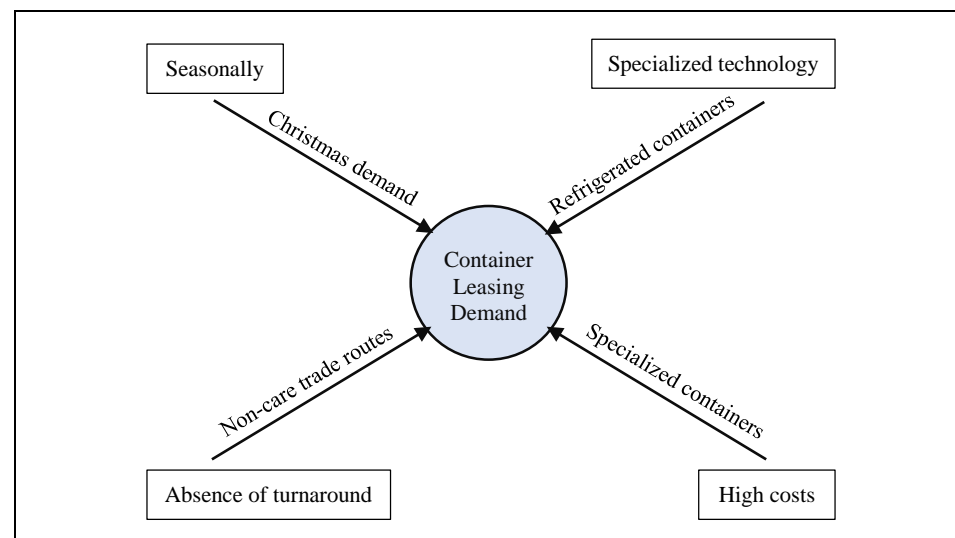 Seasonally
Specialized technology
Christmas demand
Refrigerated containers
Container
Leasing
Demand
Non-care trade routes
Specialized containers
Absence of turnaround
High costs